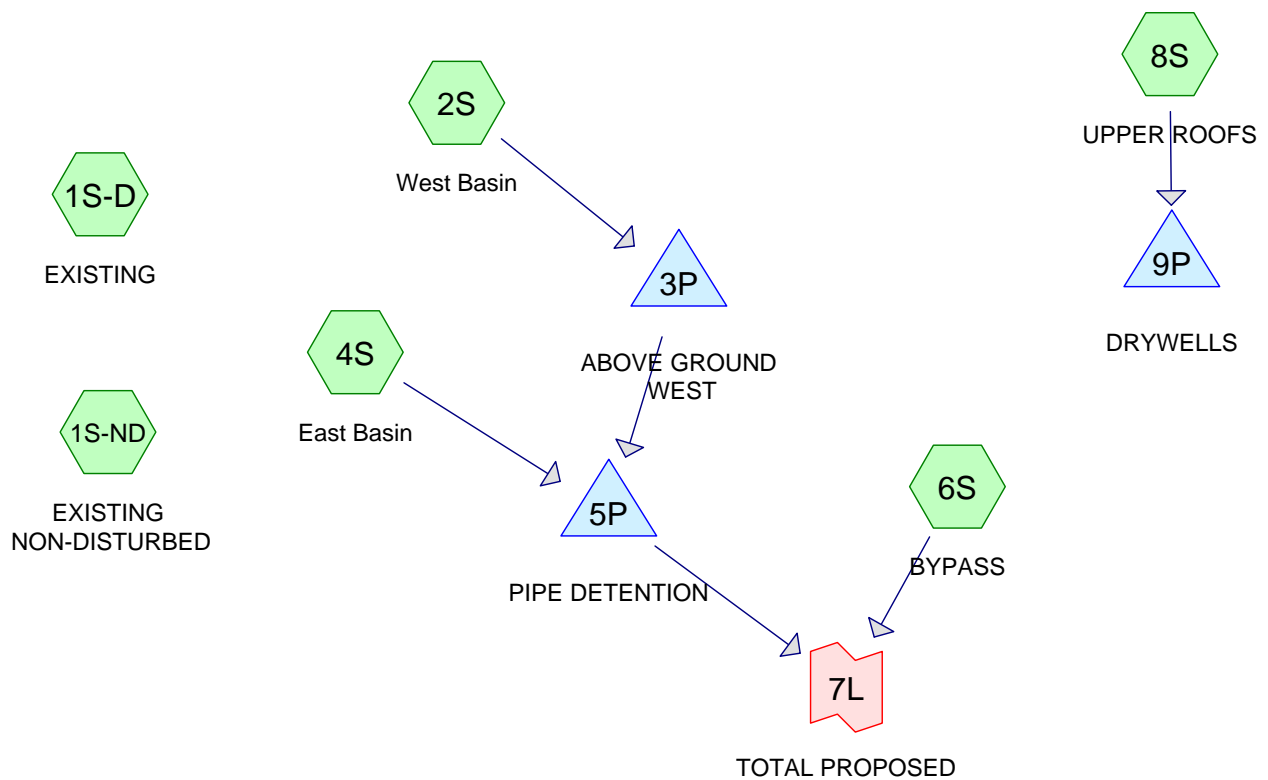 8S
UPPER ROOFS
2S
West Basin
1S-D
EXISTING
9P
DRYWELLS
3P
ABOVE GROUND
WEST
4S
East Basin
1S-ND
EXISTING
NON-DISTURBED
6S
BYPASS
5P
PIPE DETENTION
7L
TOTAL PROPOSED